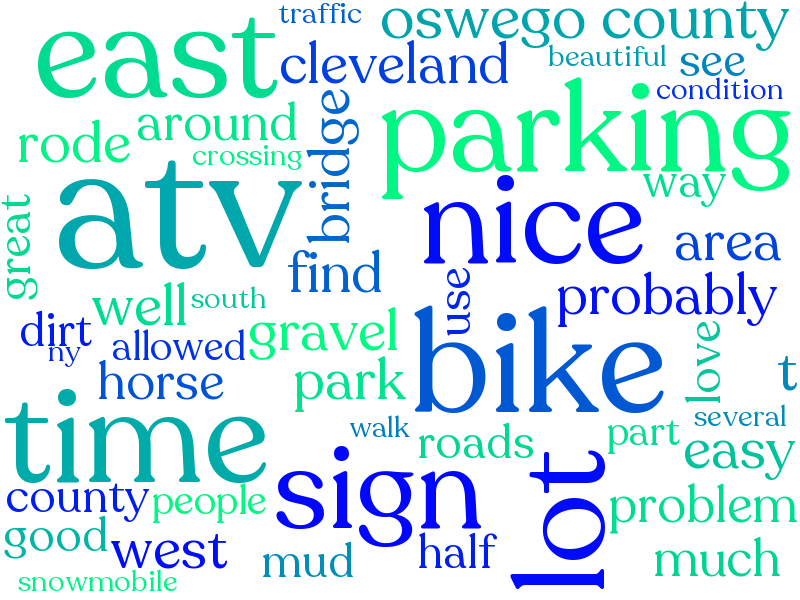 traffic
oswego county
east
cleveland
beautiful
see
condition
parking
around
rode
bridge
crossing
way
atv
nice
great
area
find
use
probably
well
south
dirt
gravel
ny
allowed
love
bike
horse
park
t
time
walk
several
roads
part
easy
sign
lot
county
people
problem
good
west
mud
half
much
snowmobile